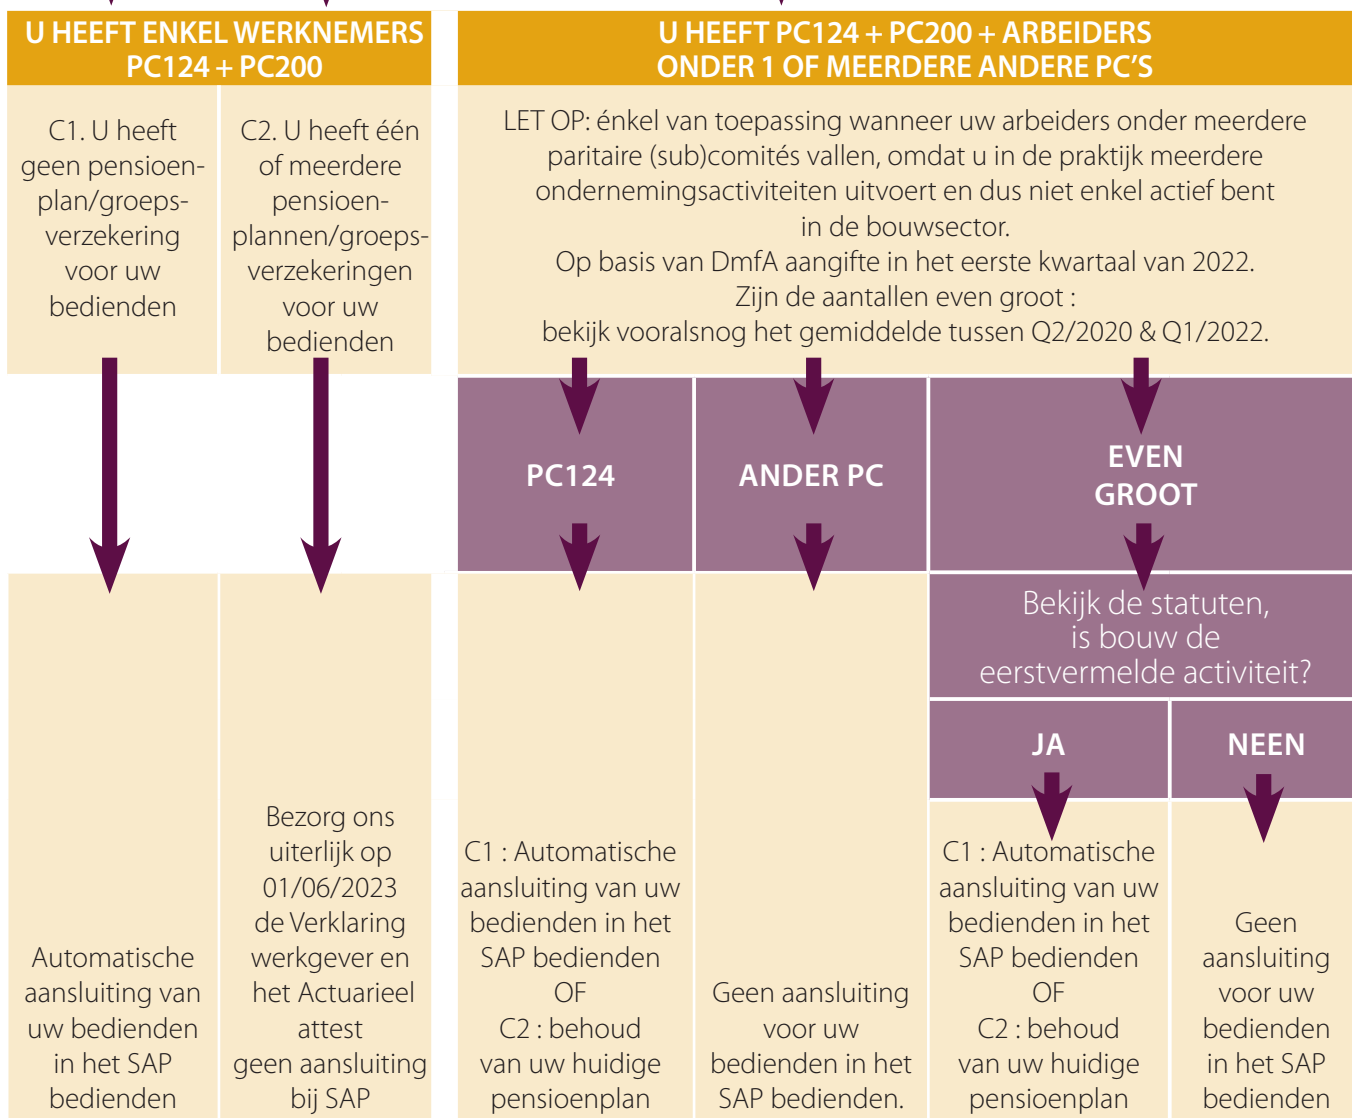 U HEEFT ENKEL WERKNEMERS
PC124 + PC200
C1. U heeft
geen pensioen-
plan/groeps-
verzekering
voor uw
bedienden
C2. U heeft één
of meerdere
pensioen-
plannen/groeps-
verzekeringen
voor uw
bedienden
U HEEFT PC124 + PC200 + ARBEIDERS
ONDER 1 OF MEERDERE ANDERE PC'S
LET OP: énkel van toepassing wanneer uw arbeiders onder meerdere
paritaire (sub)comités vallen, omdat u in de praktijk meerdere
ondernemingsactiviteiten uitvoert en dus niet enkel actief bent
in de bouwsector.
Op basis van DmfA aangifte in het eerste kwartaal van 2022.
Zijn de aantallen even groot :
bekijk vooralsnog het gemiddelde tussen Q2/2020 & Q1/2022.
PC124
ANDER PC
EVEN
GROOT
Bekijk de statuten,
is bouw de
eerstvermelde activiteit?
JA
NEEN
Automatische
aansluiting van
uw bedienden
in het SAP
bedienden
Bezorg ons
uiterlijk op
01/06/2023
de Verklaring
werkgever en
het Actuarieel
attest
geen aansluiting
bij SAP
C1 : Automatische
aansluiting van uw
bedienden in het
SAP bedienden
OF
C2 : behoud
van uw huidige
pensioenplan
Geen aansluiting
voor uw
bedienden in het
SAP bedienden.
C1 : Automatische
aansluiting van uw
bedienden in het
SAP bedienden
OF
C2 : behoud
van uw huidige
pensioenplan
Geen
aansluiting
voor uw
bedienden
in het SAP
bedienden